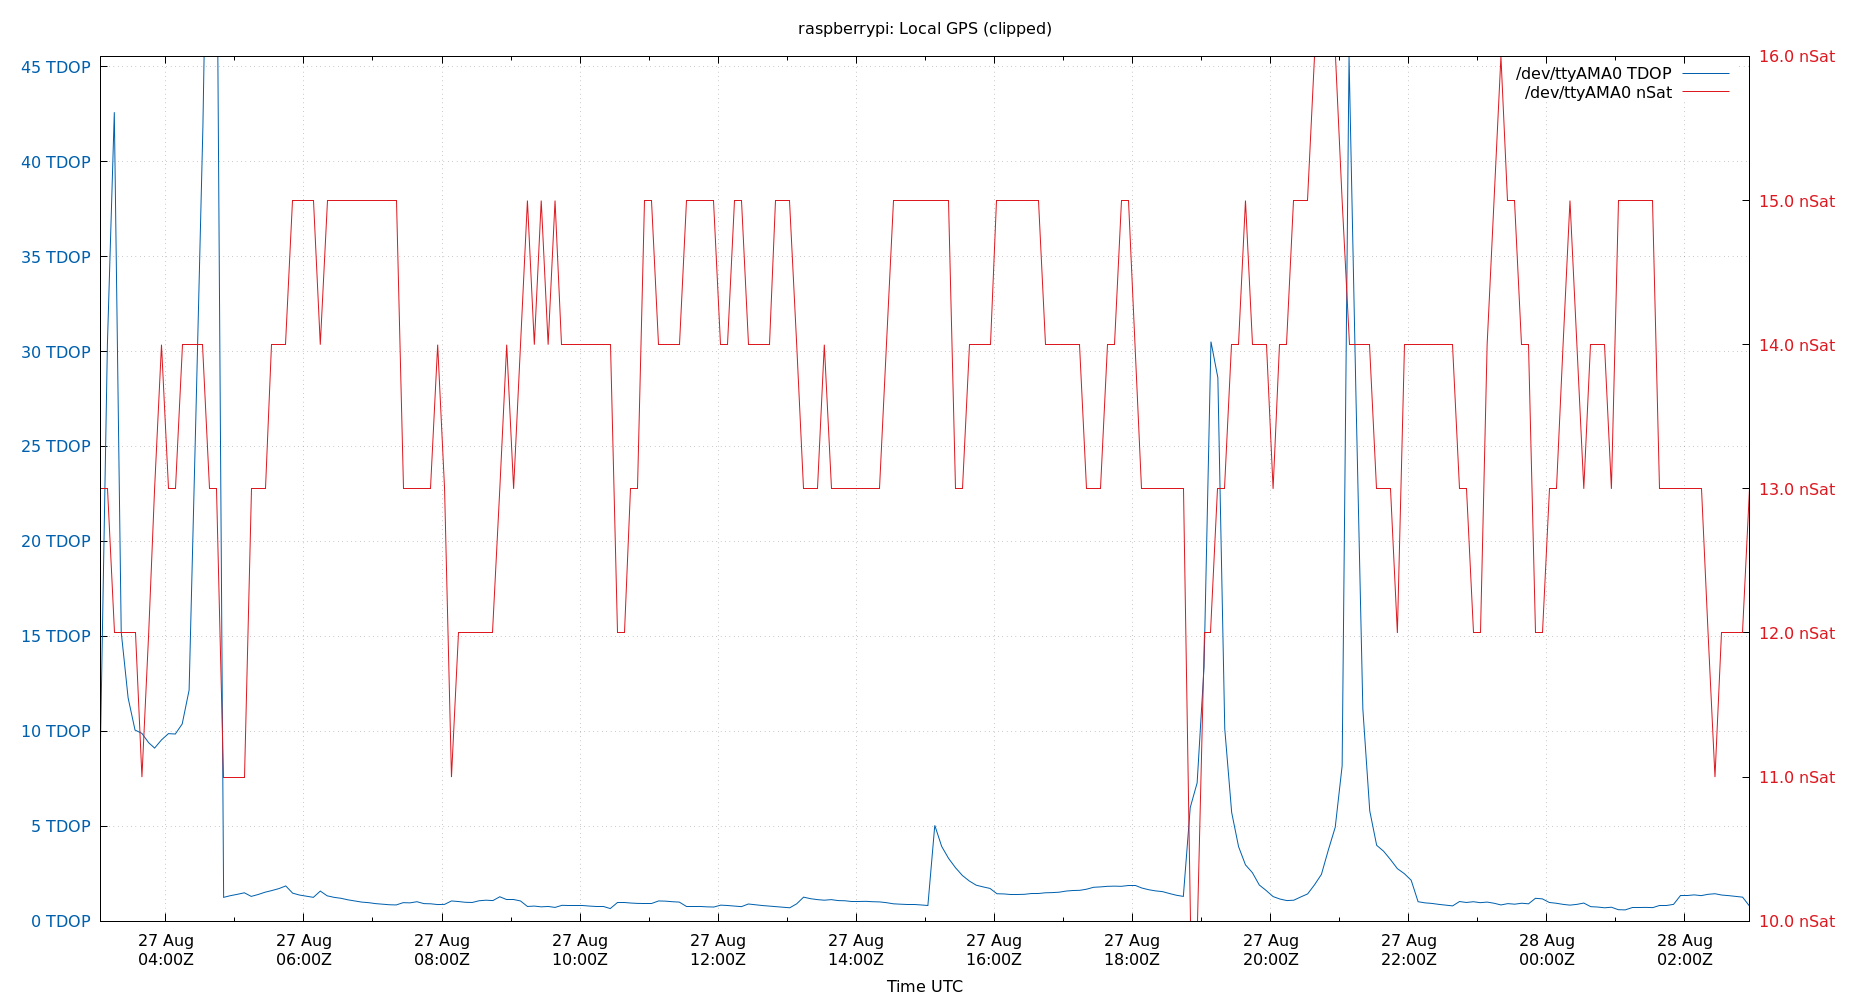 raspberrypi: Local GPS (clipped)
/dev/ttyAMA0 TDOP
/dev/ttyAMA0 nSat
45 TDOP
40 TDOP
35 TDOP
30 TDOP
25 TDOP
20 TDOP
15 TDOP
10 TDOP
5 TDOP
0 TDOP
16.0 nSat
15.0 nSat
14.0 nSat
13.0 nSat
12.0 nSat
11.0 nSat
10.0 nSat
27 Aug
04:00Z
27 Aug
06:00Z
27 Aug
08:00Z
27 Aug
10:00Z
27 Aug
12:00Z
27 Aug
14:00Z
27 Aug
16:00Z
27 Aug
18:00Z
27 Aug
20:00Z
27 Aug
22:00Z
28 Aug
00:00Z
28 Aug
02:00Z
Time UTC